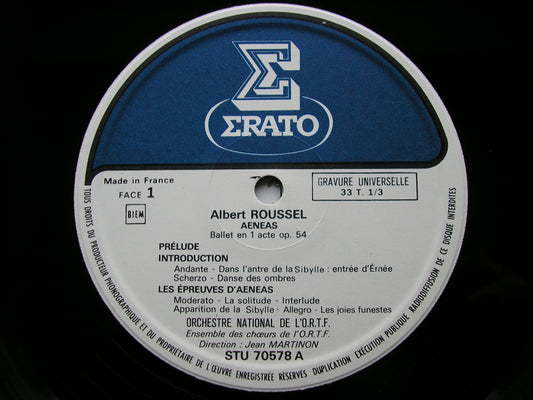 Σ
ΣRATO
Made in France
FACE 1
BIEM
GRAVURE UNIVERSELLE
33 T. 1/3
Albert ROUSSEL
AENEAS
Ballet en 1 acte op. 54
PRÉLUDE
INTRODUCTION
Andante - Dans l'antre de la Sibylle : entrée d'Érnée
Scherzo - Danse des ombres
LES ÉPREUVES D'AENEAS
Moderato - La solitude - Interlude
Apparition de la Sibylle - Allegro - Les joies funestes
ORCHESTRE NATIONAL DE L'O.R.T.F.
Ensemble des chœurs de l'O.R.T.F.
Direction : Jean MARTINON
STU 70578 A
TOUS DROITS DU PRODUCTEUR PHONOGRAPHIQUE ET DU PROPRIÉTAIRE DE L'ŒUVRE ENREGISTRÉE RÉSERVÉS DUPLICATION EXÉCUTION PUBLIQUE RADIODIFFUSION DE CE DISQUE INTERDITES